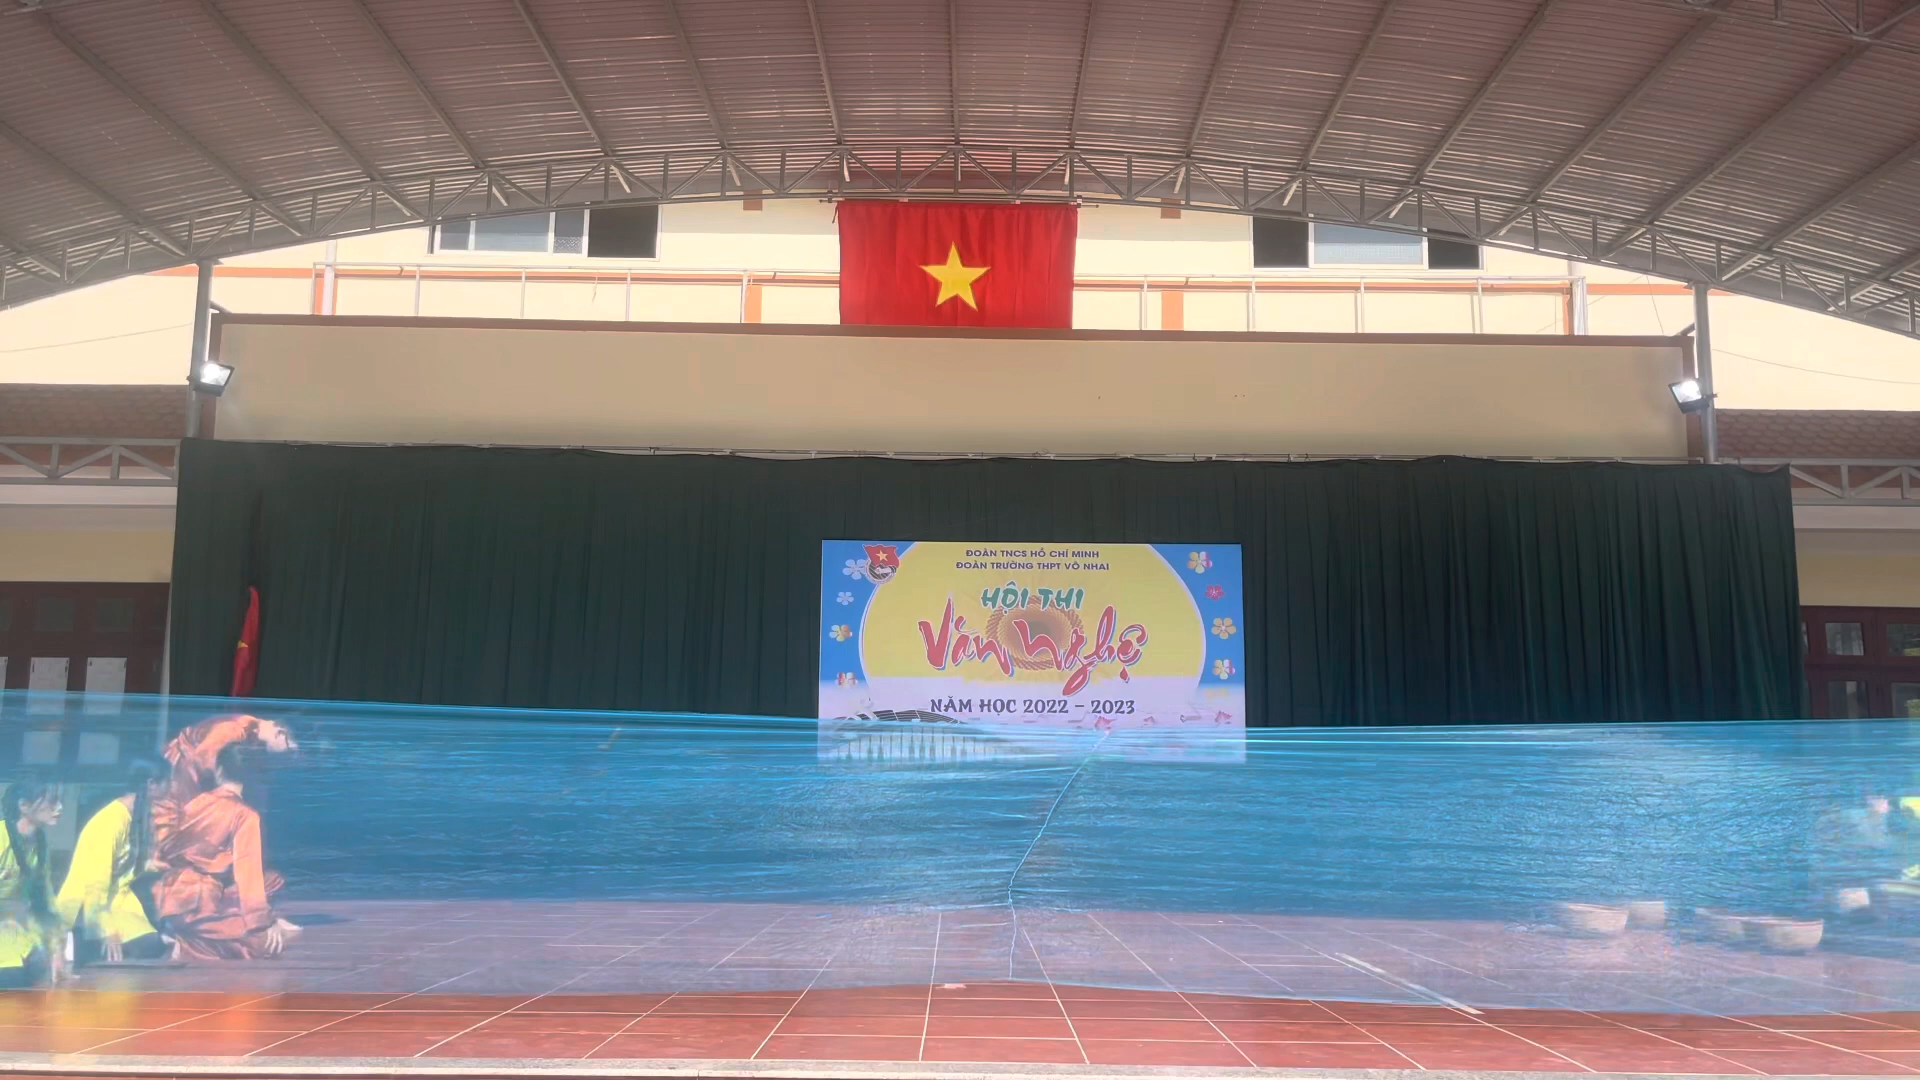 ĐOÀN TNCS HỒ CHÍ MINH
ĐOÀN TRƯỜNG THPT VÕ NHAI
HỘI THI
Văn Nghệ
NĂM HỌC 2022 - 2023